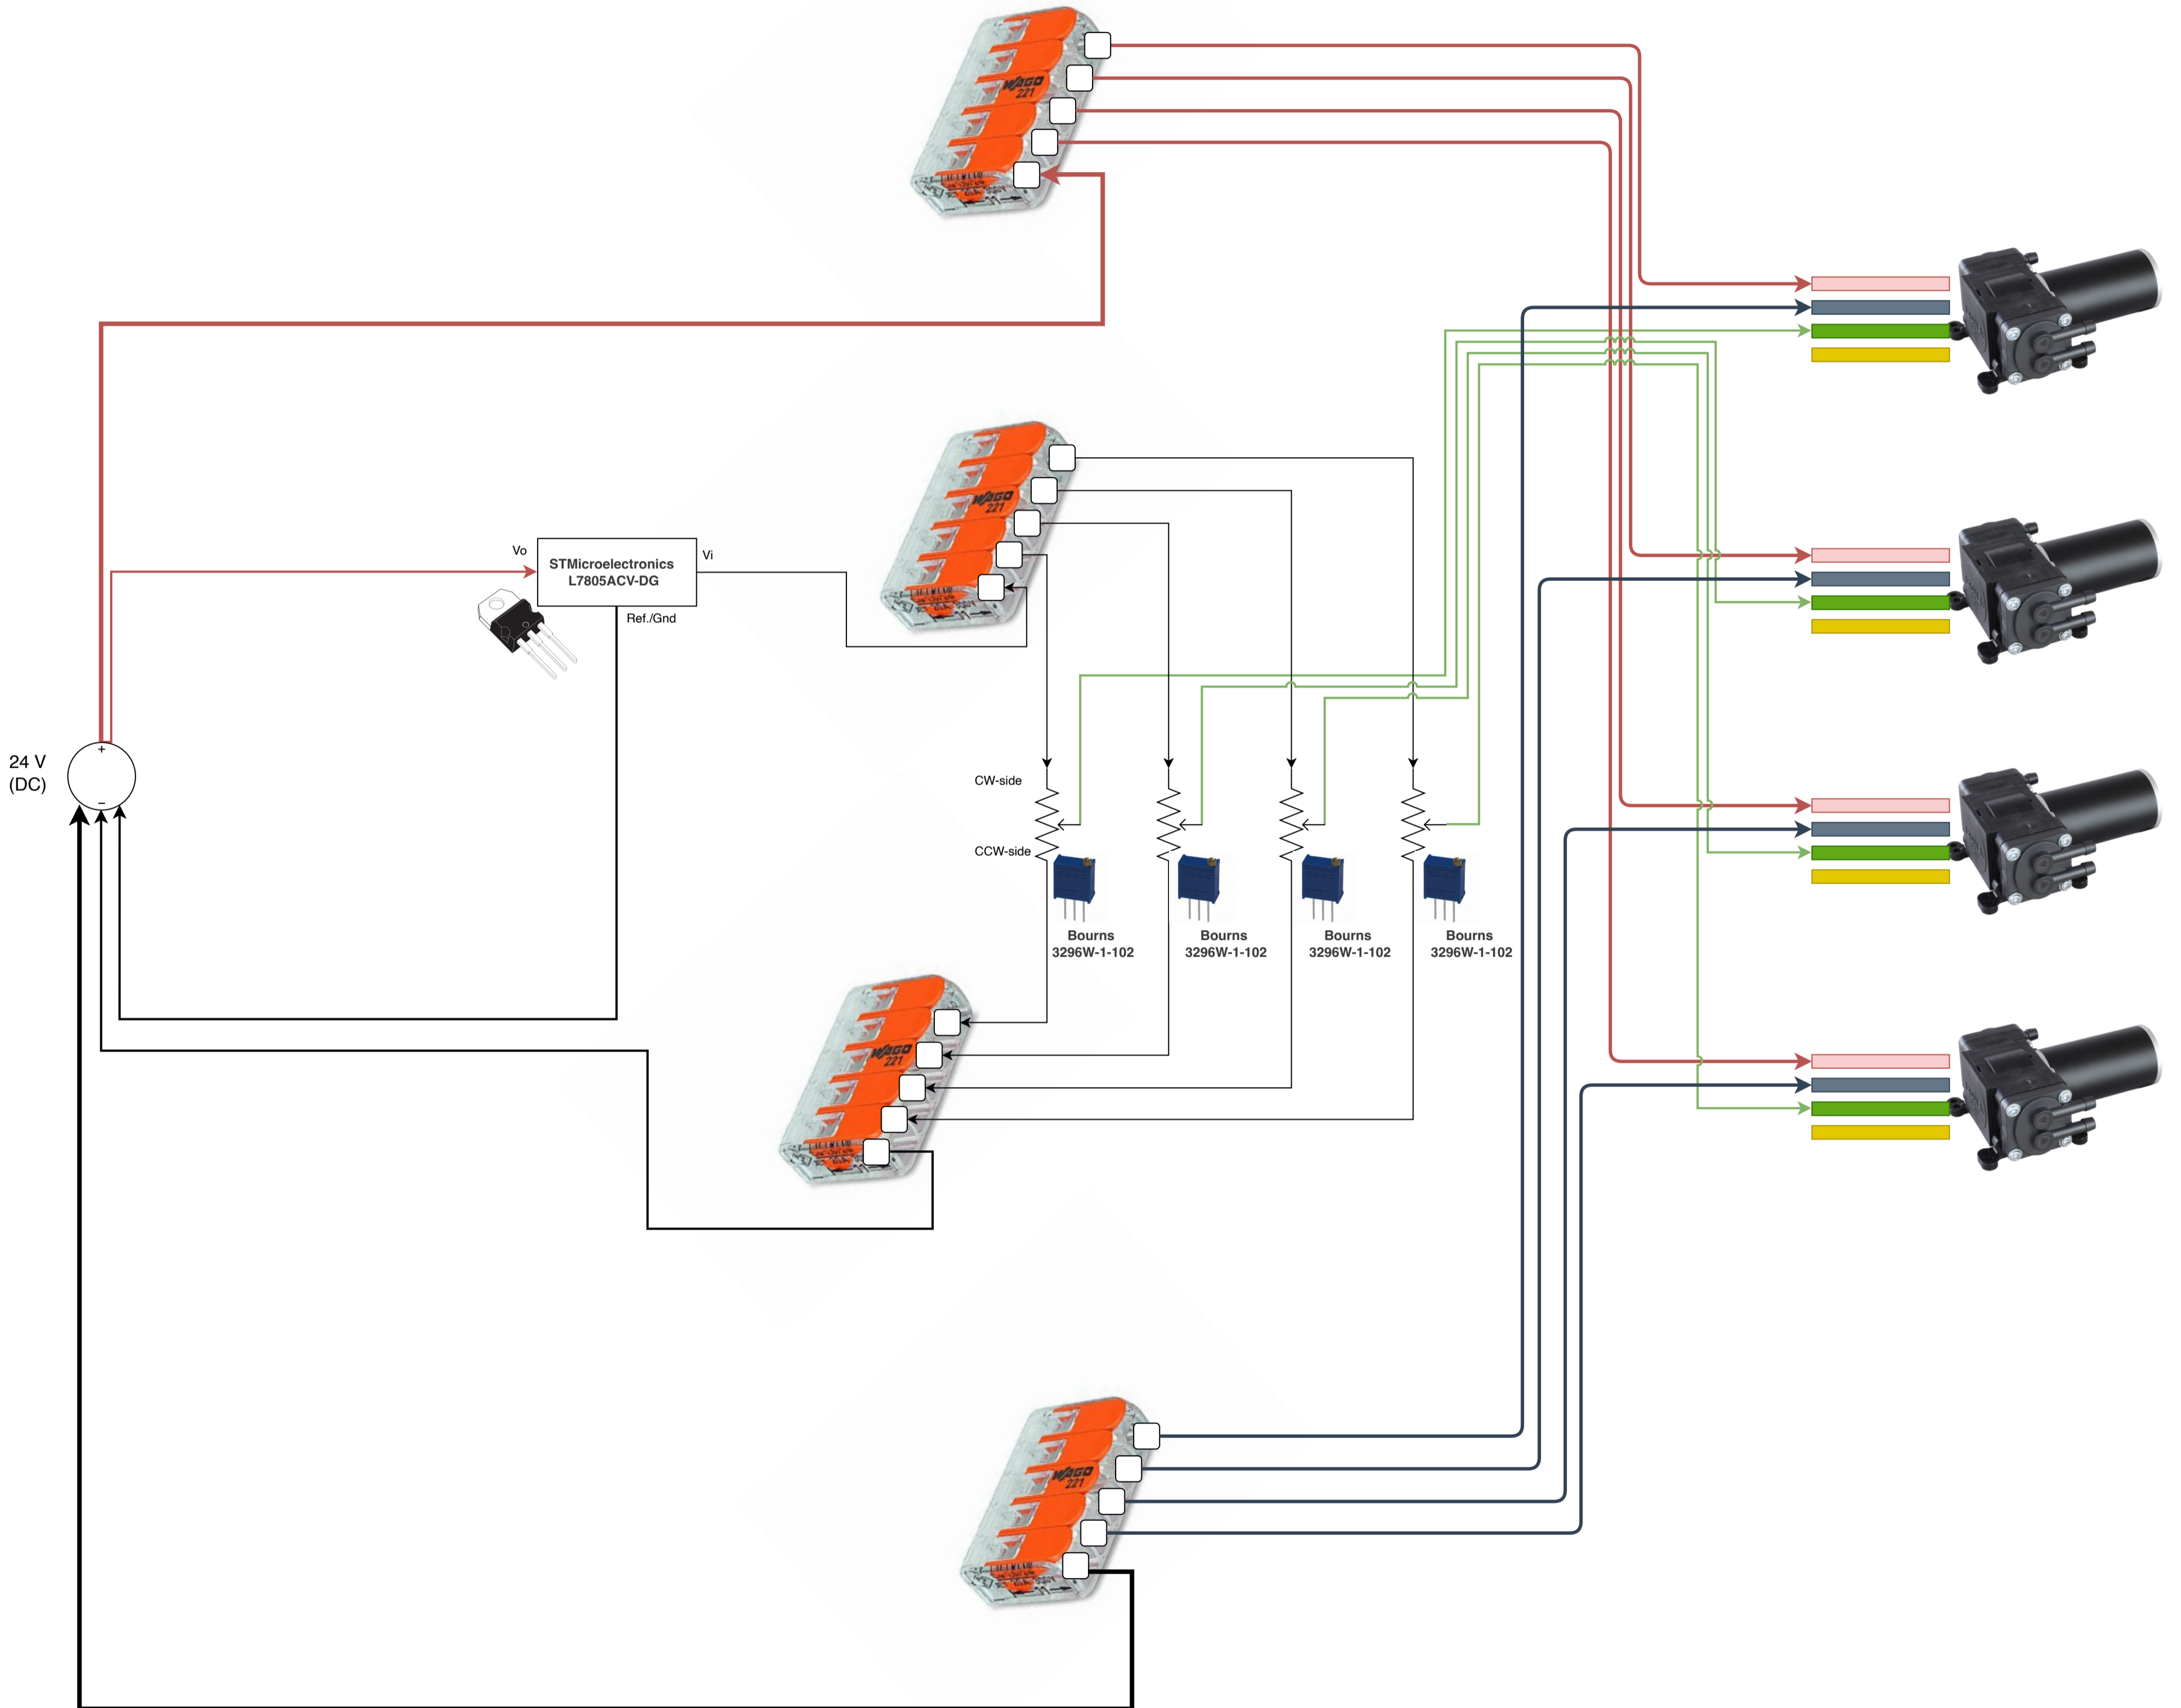 WAGO
221
WAGO
221
Vo
STMicroelectronics
L7805ACV-DG
Vi
Ref./Gnd
24 V
(DC)
+
−
CW-side
CCW-side
Bourns
3296W-1-102
Bourns
3296W-1-102
Bourns
3296W-1-102
Bourns
3296W-1-102
WAGO
221
WAGO
221